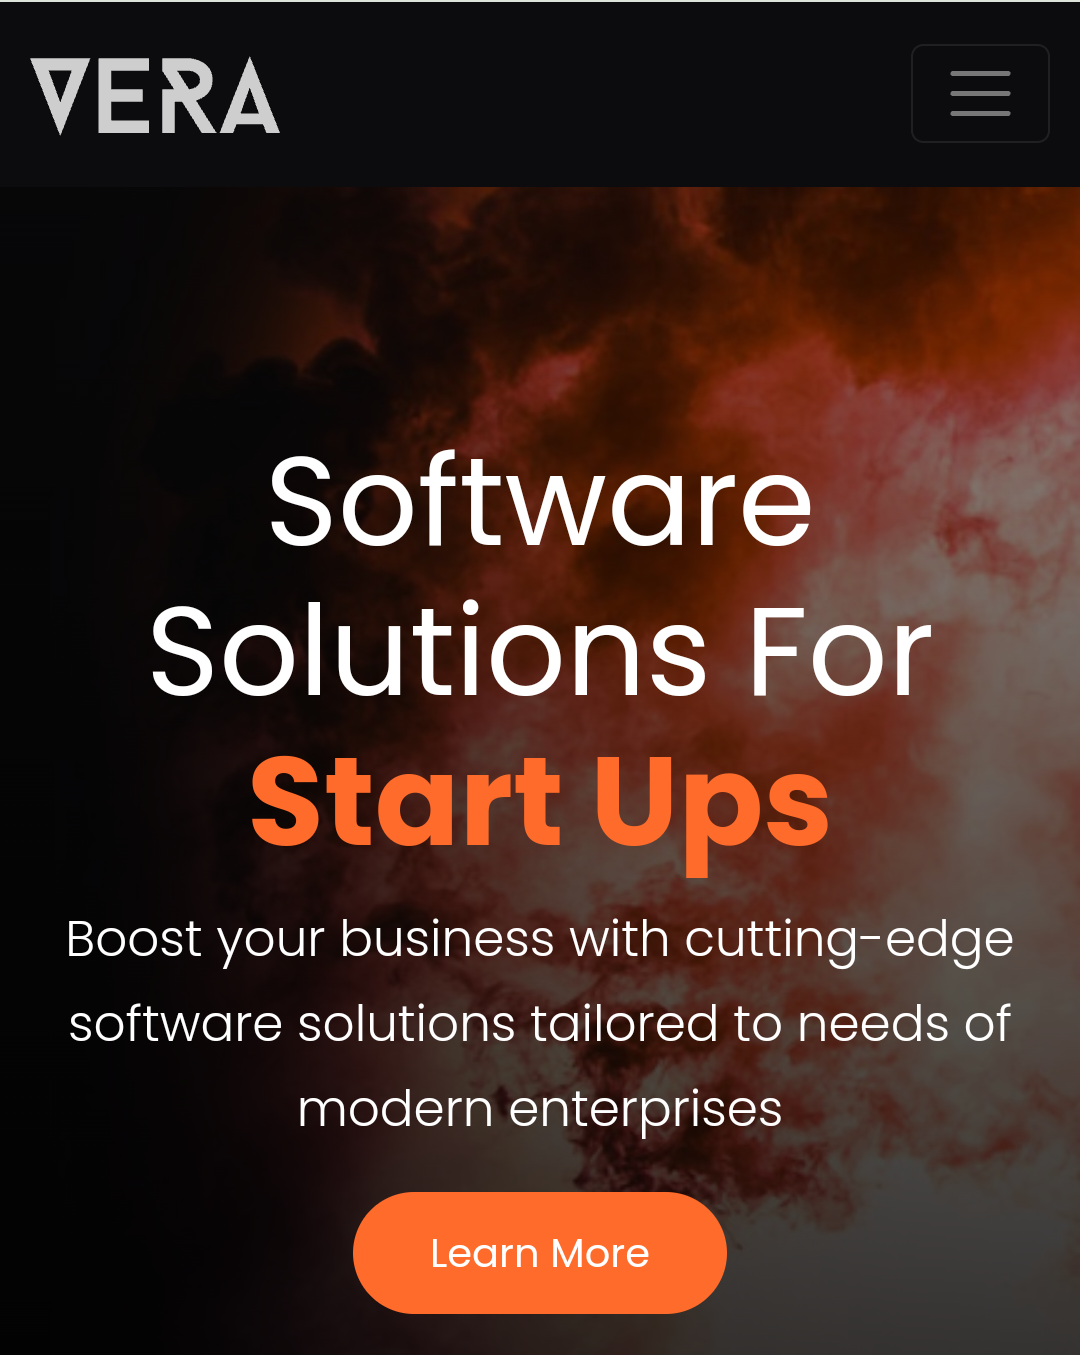 VERA
Software
Solutions For
Start Ups
Boost your business with cutting-edge
software solutions tailored to needs of
modern enterprises
Learn More